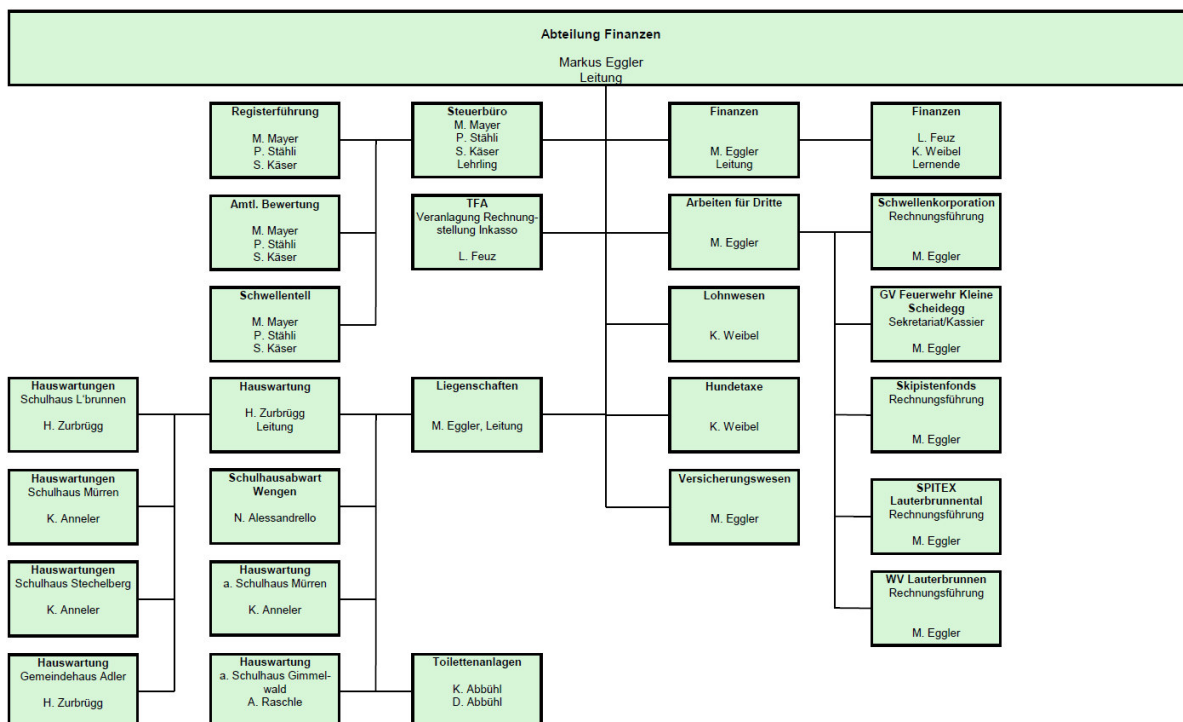 Abteilung Finanzen
Markus Eggler
Leitung
Registerführung
M. Mayer
P. Stähli
S. Käser
Steuerbüro
M. Mayer
P. Stähli
S. Käser
Lehrling
Finanzen
M. Eggler
Leitung
Finanzen
L. Feuz
K. Weibel
Lernende
Amtl. Bewertung
M. Mayer
P. Stähli
S. Käser
TFA
Veranlagung Rechnung-
stellung Inkasso
L. Feuz
Arbeiten für Dritte
M. Eggler
Schwellenkorporation
Rechnungsführung
M. Eggler
Schwellentell
M. Mayer
P. Stähli
S. Käser
Lohnwesen
K. Weibel
GV Feuerwehr Kleine
Scheidegg
Sekretariat/Kassier
M. Eggler
Hauswartungen
Schulhaus L'brunnen
H. Zurbrügg
Hauswartung
H. Zurbrügg
Leitung
Liegenschaften
M. Eggler, Leitung
Hundetaxe
K. Weibel
Skipistenfonds
Rechnungsführung
M. Eggler
Hauswartungen
Schulhaus Mürren
K. Anneler
Schulhausabwart
Wengen
N. Alessandrello
Versicherungswesen
M. Eggler
SPITEX
Lauterbrunnental
Rechnungsführung
M. Eggler
Hauswartungen
Schulhaus Stechelberg
K. Anneler
Hauswartung
a. Schulhaus Mürren
K. Anneler
WV Lauterbrunnen
Rechnungsführung
M. Eggler
Hauswartung
Gemeindehaus Adler
H. Zurbrügg
Hauswartung
a. Schulhaus Gimmel-
wald
A. Raschle
Toilettenanlagen
K. Abbühl
D. Abbühl